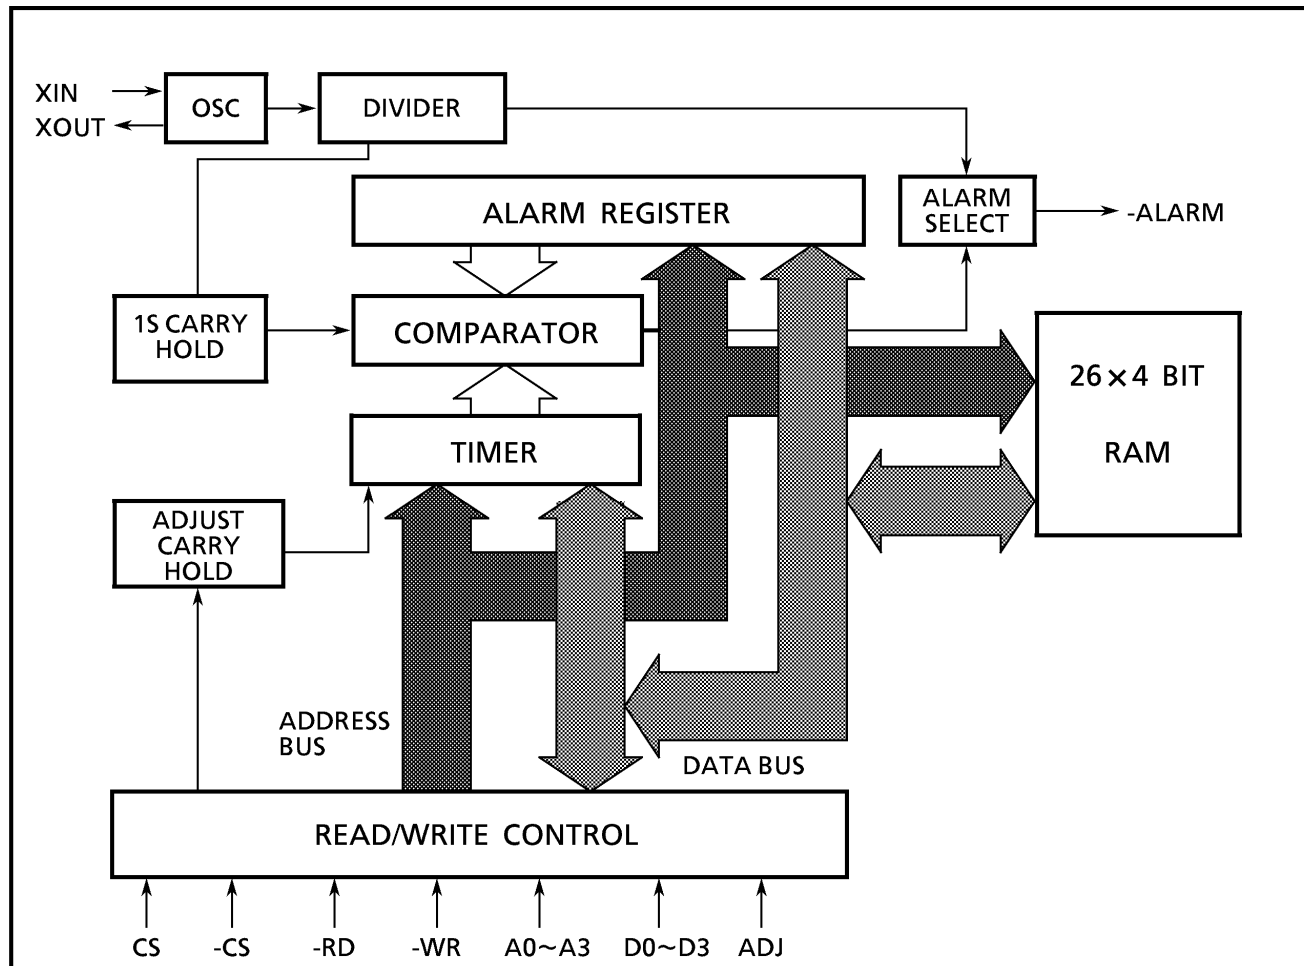 XIN
XOUT
OSC
DIVIDER
ALARM REGISTER
ALARM
SELECT
-ALARM
1S CARRY
HOLD
COMPARATOR
26×4 BIT
RAM
TIMER
ADJUST
CARRY
HOLD
ADDRESS
BUS
DATA BUS
READ/WRITE CONTROL
CS
-CS
-RD
-WR
A0~A3
D0~D3
ADJ